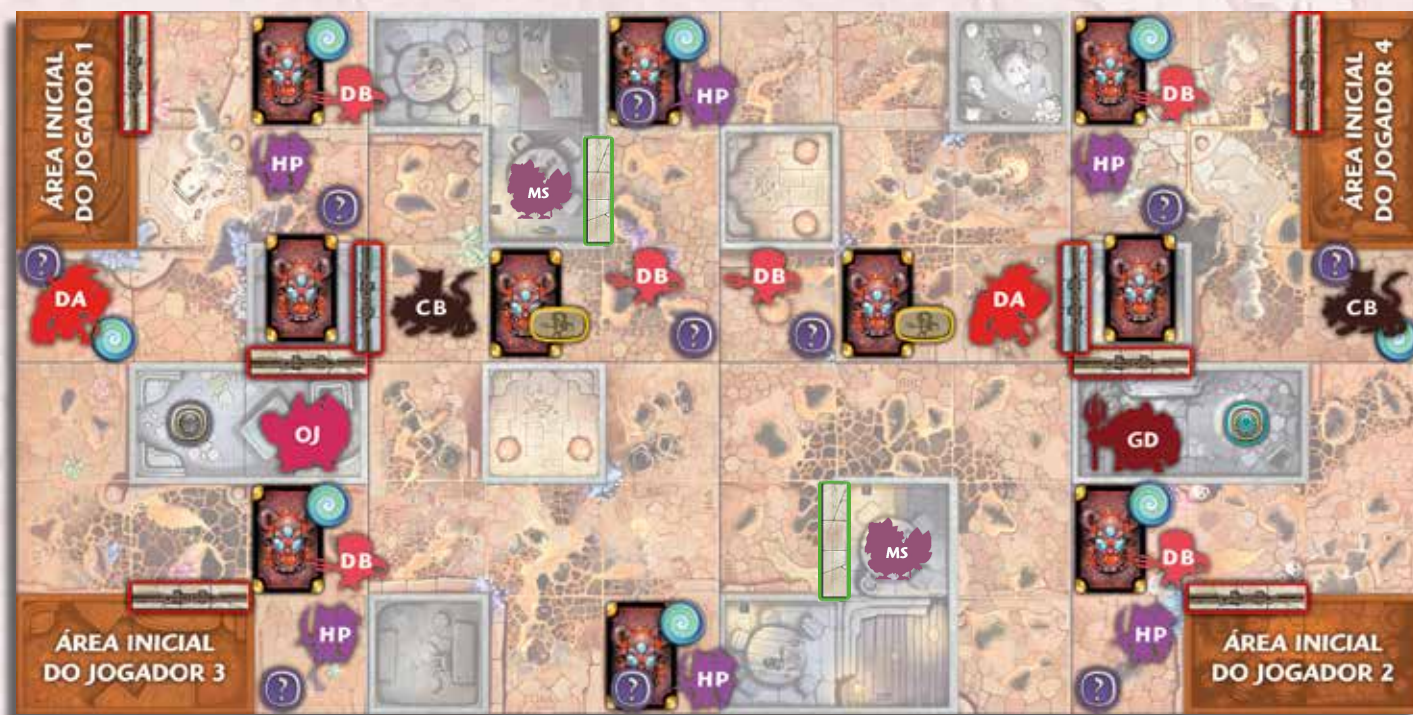 ÁREA INICIAL
DO JOGADOR 1
DB
?
HP
DB
ÁREA INICIAL
DO JOGADOR 4
HP
?
MS
HP
?
?
DA
CB
DB
?
DB
?
DA
?
CB
OJ
GD
DB
MS
DB
ÁREA INICIAL
DO JOGADOR 3
HP
?
HP
HP
?
ÁREA INICIAL
DO JOGADOR 2